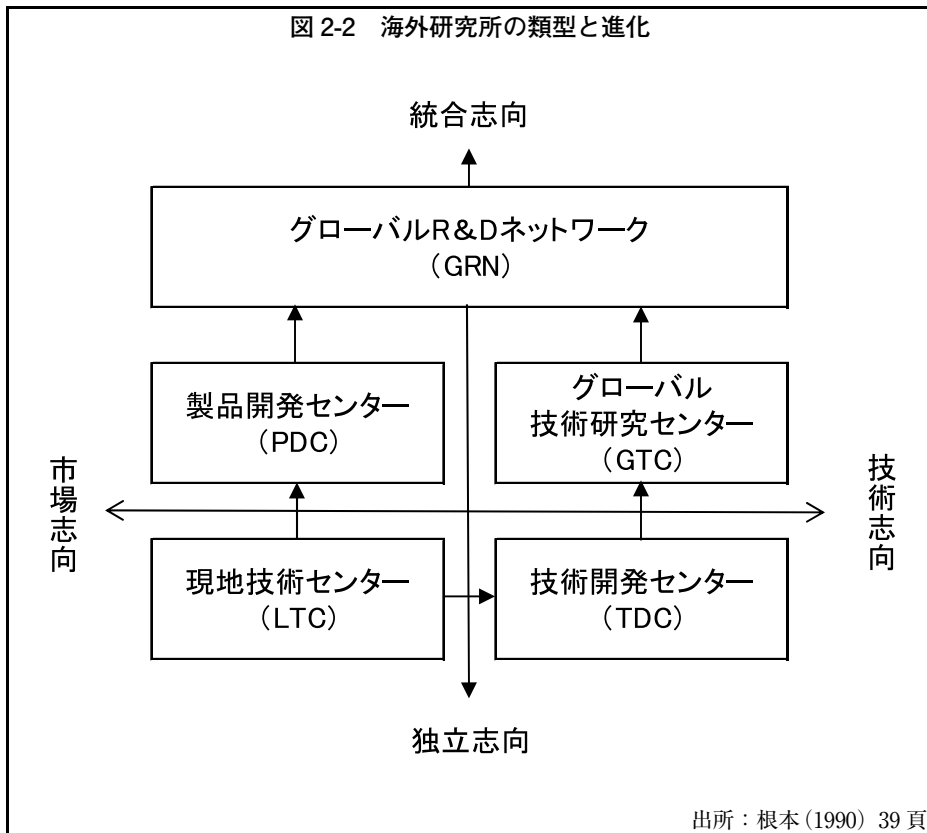 図 2-2　海外研究所の類型と進化
統合志向
グローバルR＆Dネットワーク
（GRN）
製品開発センター
（PDC）
グローバル
技術研究センター
（GTC）
市場志向
技術志向
現地技術センター
（LTC）
技術開発センター
（TDC）
独立志向
出所：根本(1990) 39 頁